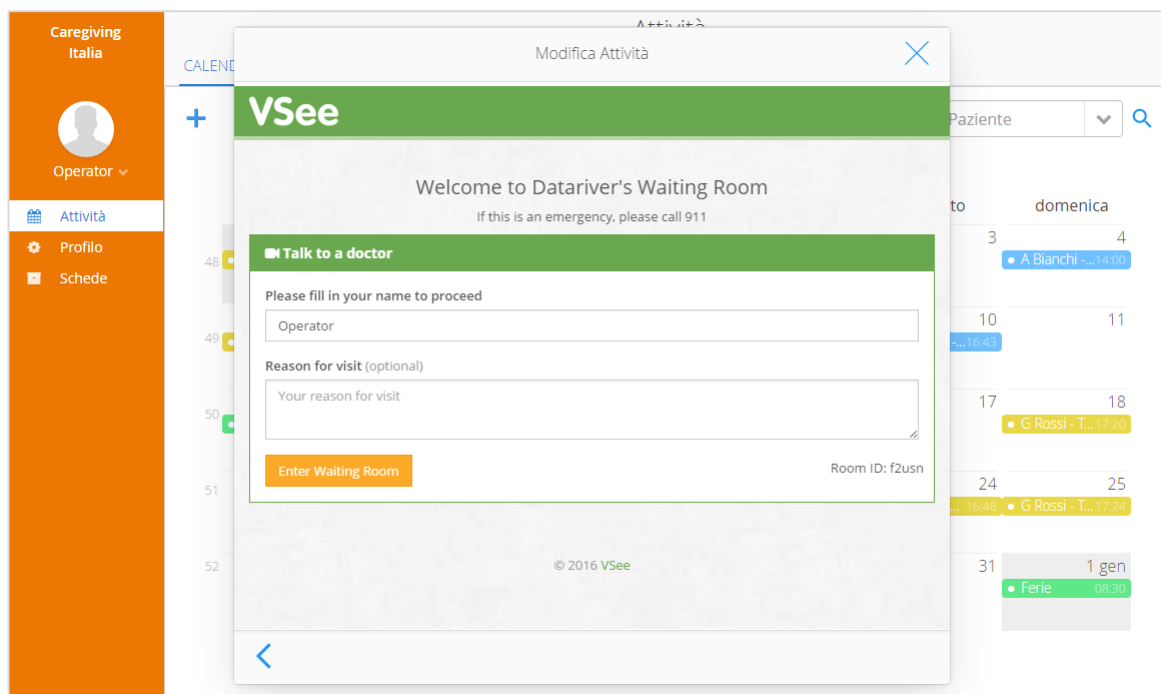 Caregiving
Italia
Operator
Attività
Profilo
Schede
Attività
CALEND
Modifica Attività
Paziente
VSee
Welcome to Datariver's Waiting Room
If this is an emergency, please call 911
Talk to a doctor
Please fill in your name to proceed
Operator
Reason for visit (optional)
Your reason for visit
Enter Waiting Room
Room ID: f2usn
© 2016 VSee
to domenica
48 3 4
A Bianchi -...14:00
49 10 11
-...16:43
50 17 18
G Rossi - T...17:20
51 24 25
... 16:48 G Rossi - T...17:24
52 31 1 gen
Ferie 08:30